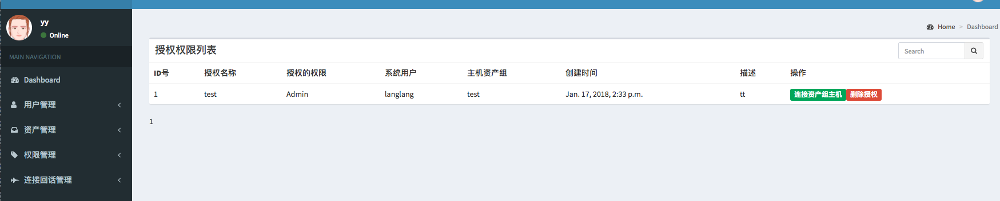 yy
Online
MAIN NAVIGATION
Dashboard
用户管理
资产管理
权限管理
连接回话管理
Home > Dashboard
授权权限列表
Search
ID号 授权名称 授权的权限 系统用户 主机资产组 创建时间 描述 操作
1 test Admin langlang test Jan. 17, 2018, 2:33 p.m. tt 连接资产组主机 删除授权
1